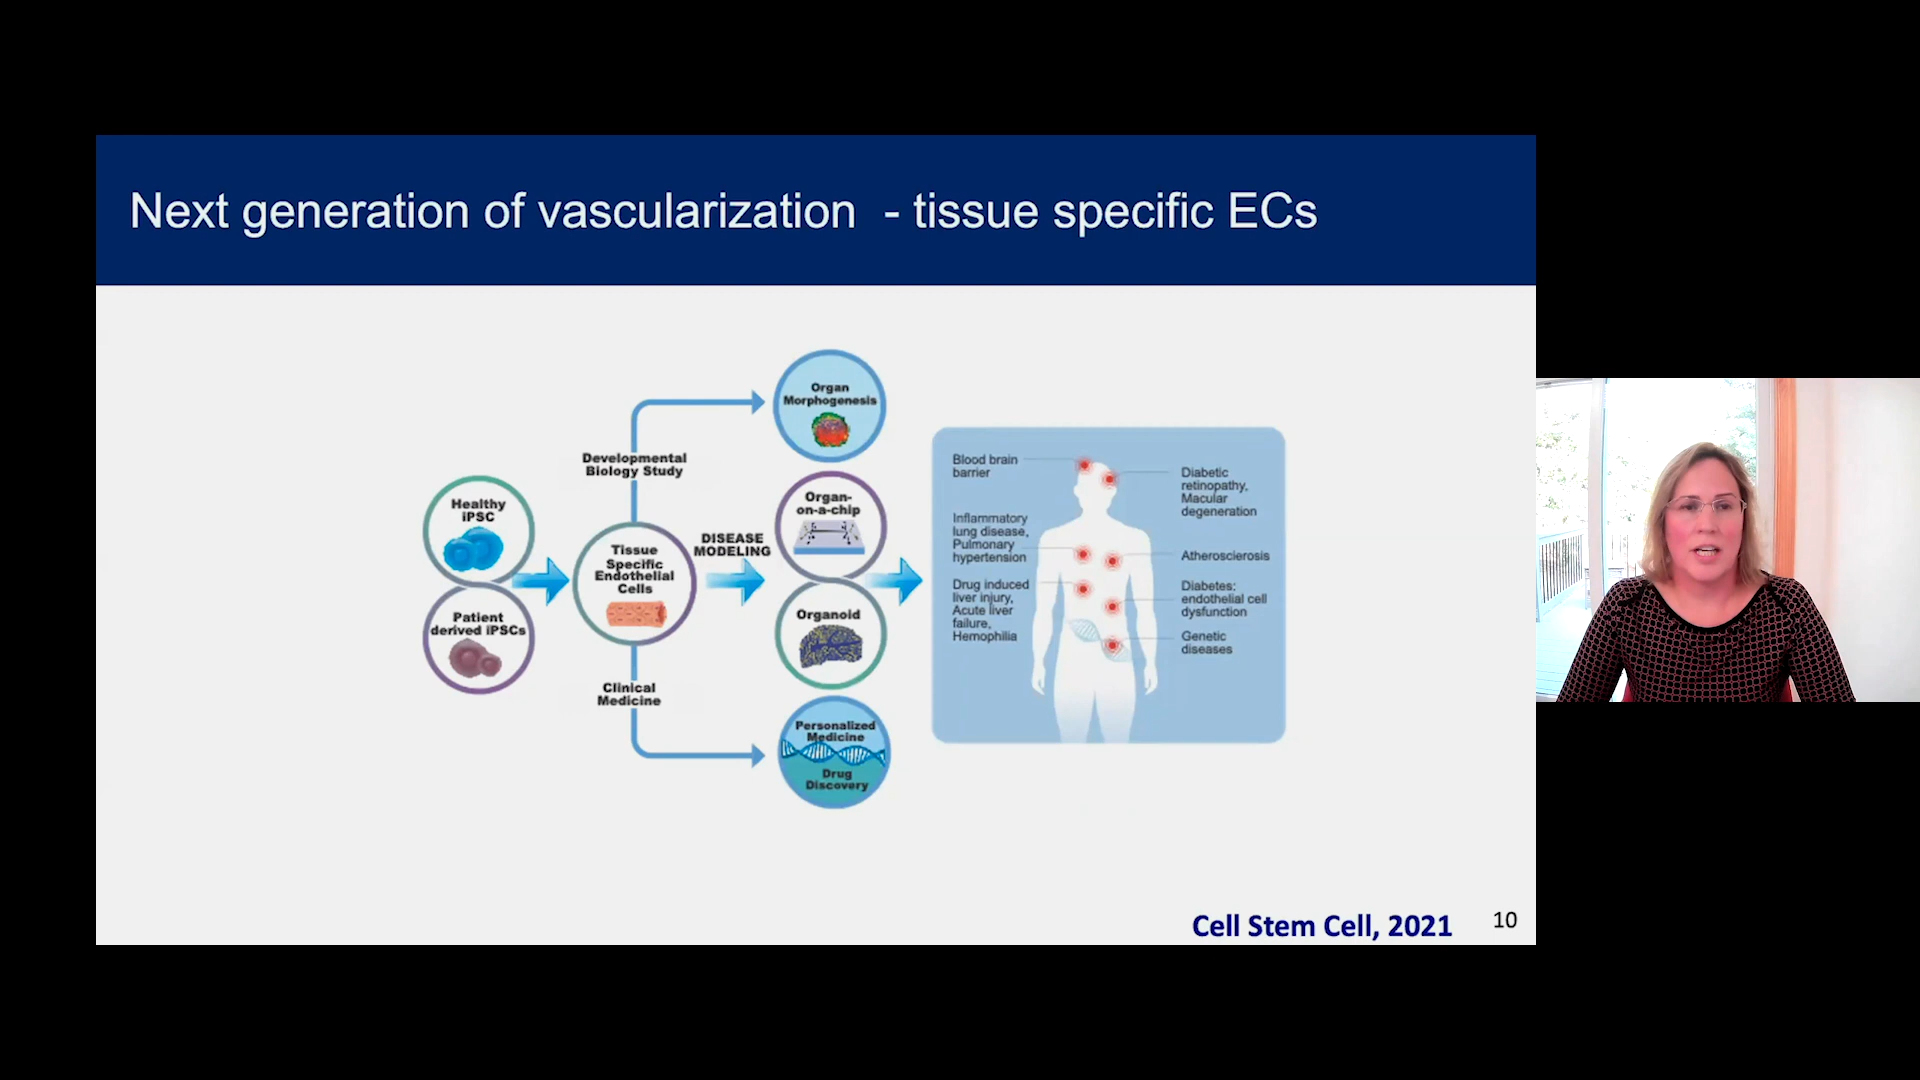 Next generation of vascularization - tissue specific ECs
Healthy
iPSC
Patient
derived iPSCs
Developmental
Biology Study
Tissue
Specific
Endothelial
Cells
Clinical
Medicine
DISEASE
MODELING
Organ
Morphogenesis
Organ-
on-a-chip
Organoid
Personalized
Medicine
Drug
Discovery
Blood brain
barrier
Inflammatory
lung disease,
Pulmonary
hypertension
Drug induced
liver injury,
Acute liver
failure,
Hemophilia
Diabetic
retinopathy,
Macular
degeneration
Atherosclerosis
Diabetes;
endothelial cell
dysfunction
Genetic
diseases
Cell Stem Cell, 2021
10